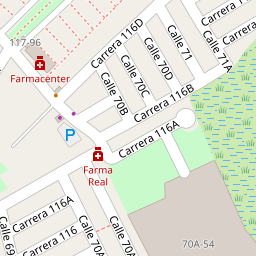 Carrera 116D
Calle 71
117-96
Calle 70D
Farmacenter
Calle 70C
Calle 71A
Calle 70B
Carrera 116B
P
Carrera 116A
Farma
Real
Carrera 116A
Calle 69
Carrera 116
Calle 70A
Calle 70A
70A-54